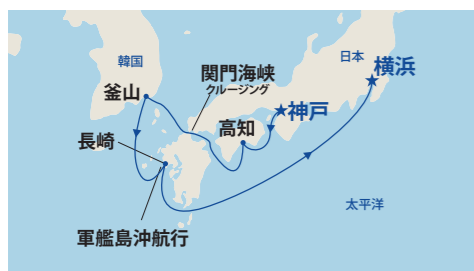 韓国
日本
横浜
関門海峡
クルージング
釜山
神戸
高知
長崎
太平洋
軍艦島沖航行